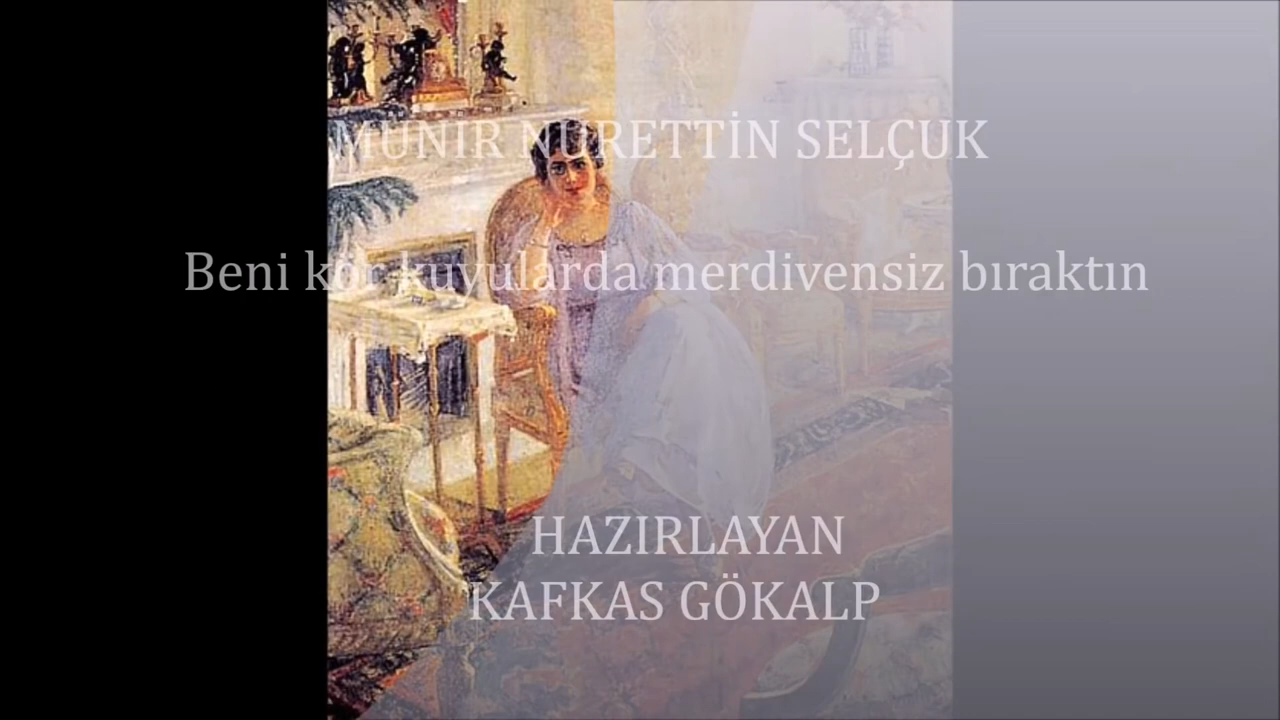 MÜNİR NURETTİN SELÇUK
Beni kör kuyularda merdivensiz bıraktın
HAZIRLAYAN
KAFKAS GÖKALP